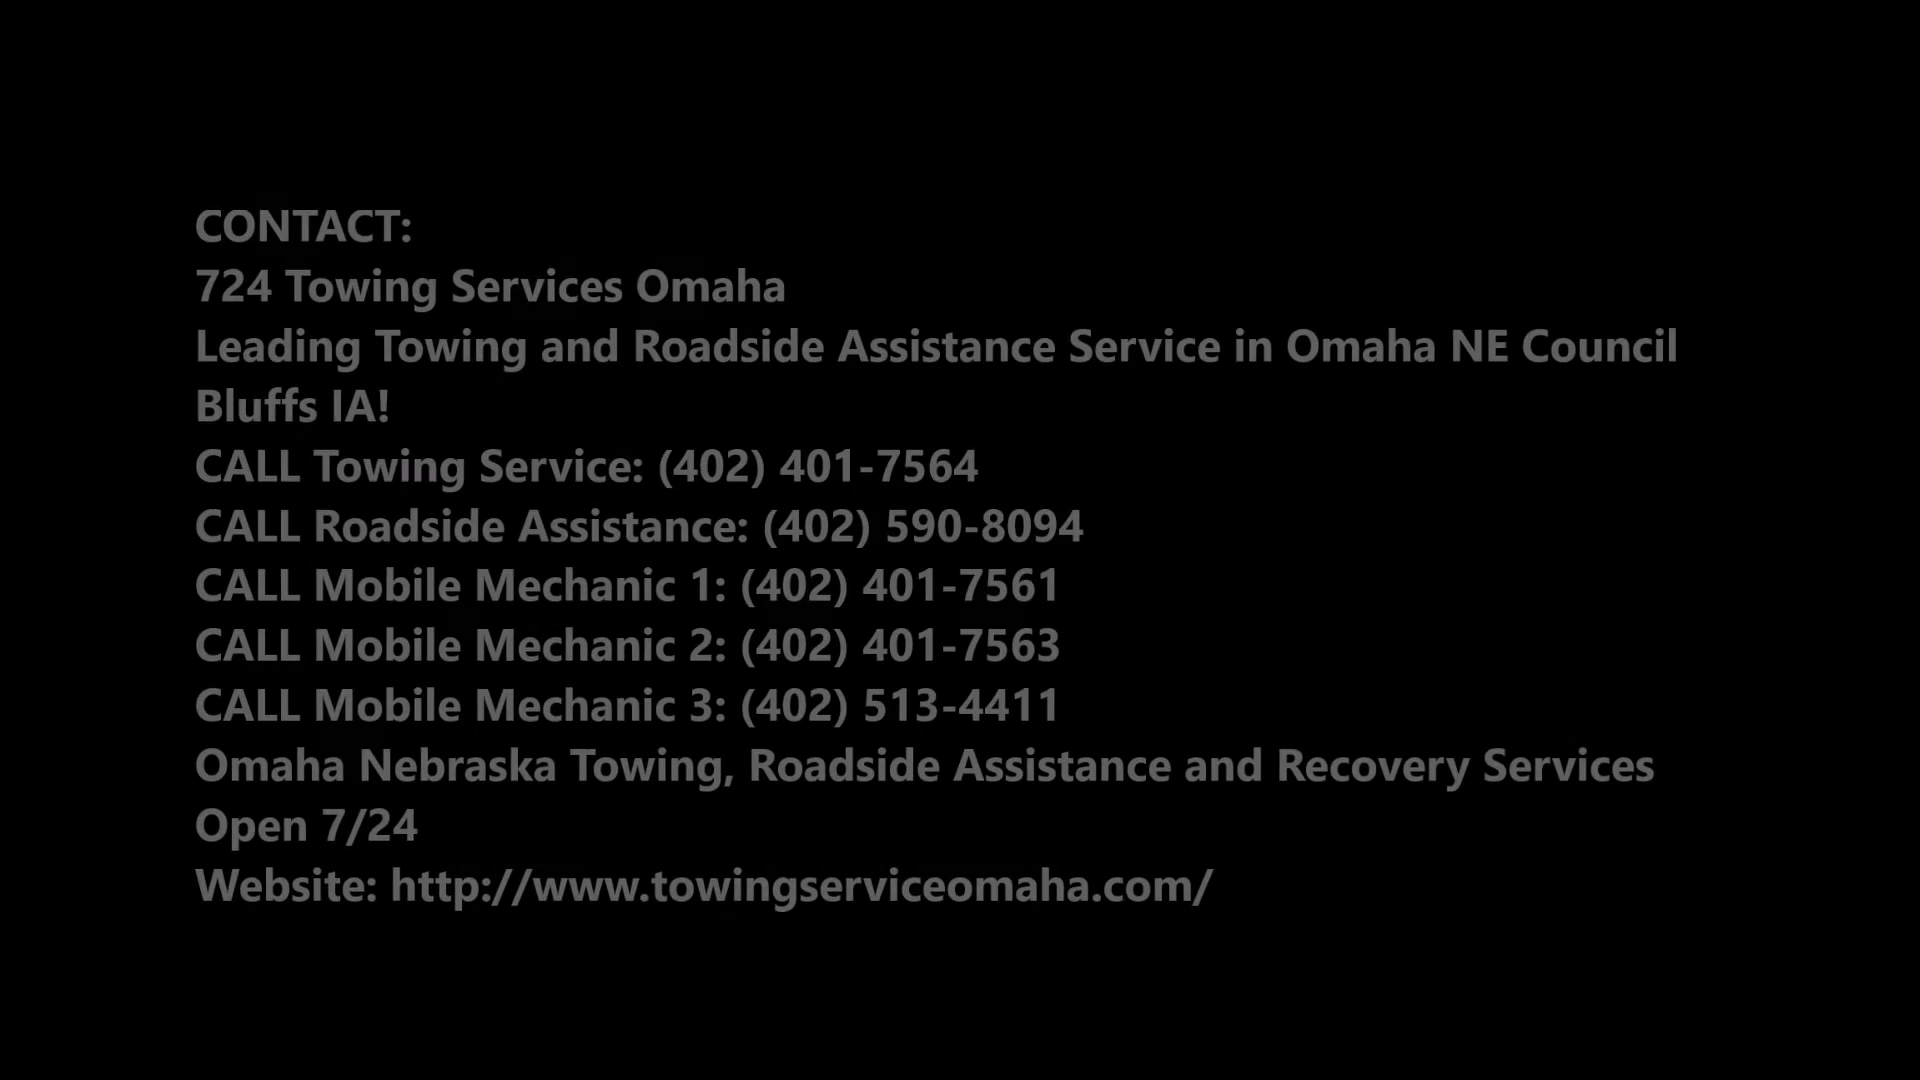 CONTACT:
724 Towing Services Omaha
Leading Towing and Roadside Assistance Service in Omaha NE Council
Bluffs IA!
CALL Towing Service: (402) 401-7564
CALL Roadside Assistance: (402) 590-8094
CALL Mobile Mechanic 1: (402) 401-7561
CALL Mobile Mechanic 2: (402) 401-7563
CALL Mobile Mechanic 3: (402) 513-4411
Omaha Nebraska Towing, Roadside Assistance and Recovery Services
Open 7/24
Website: http://www.towingserviceomaha.com/